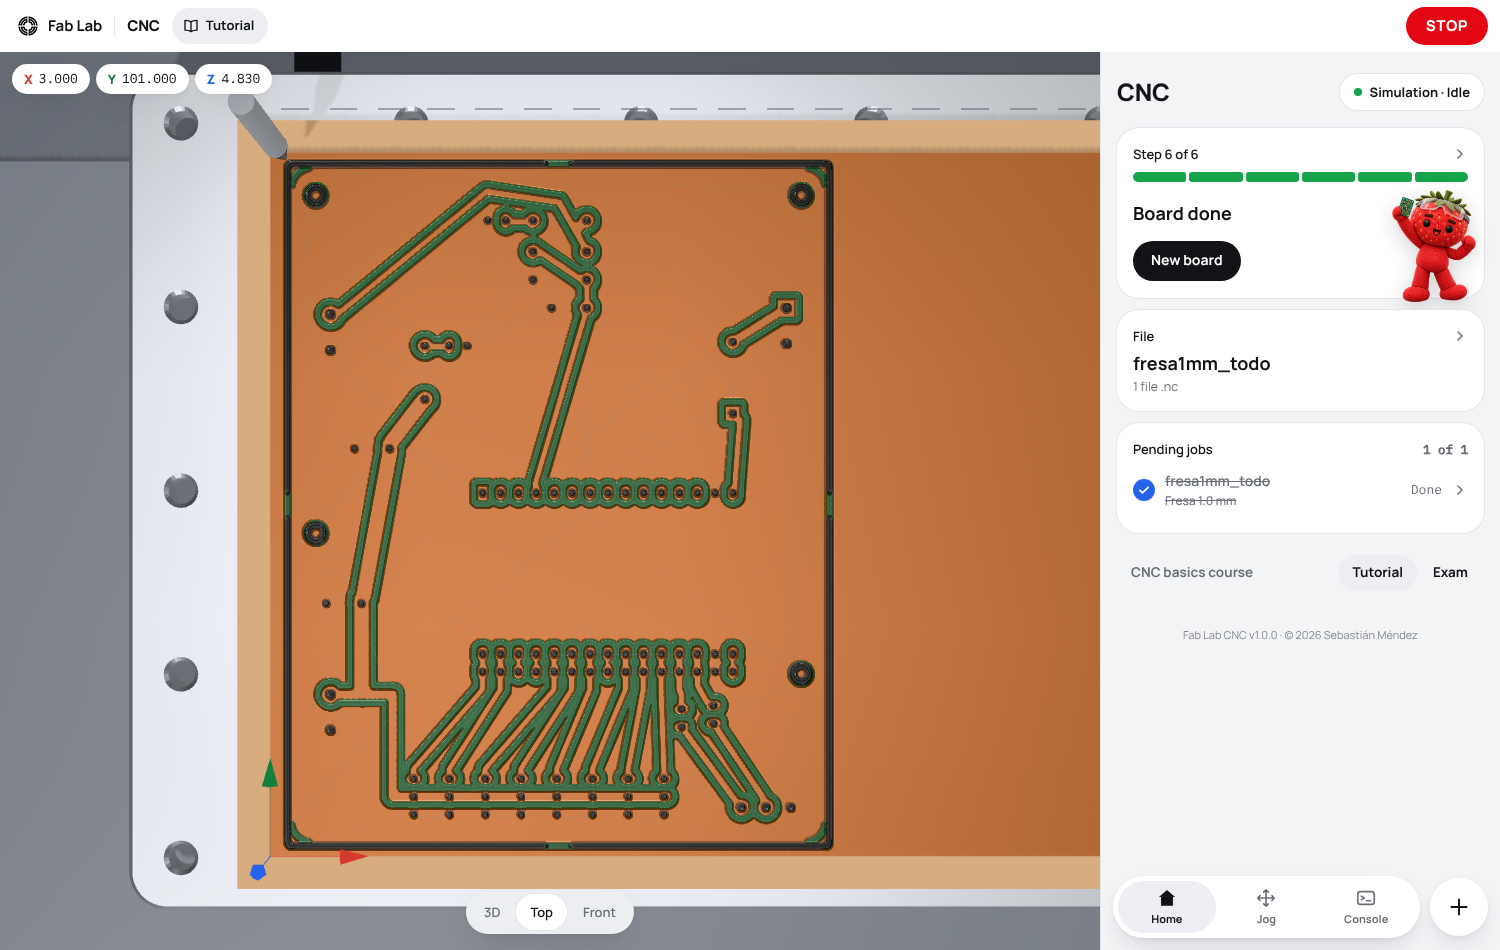 Fab Lab
CNC
Tutorial
STOP
X 3.000
Y 101.000
Z 4.830
CNC
Simulation · Idle
Step 6 of 6
Board done
New board
File
fresa1mm_todo
1 file .nc
Pending jobs
1 of 1
fresa1mm_todo
Fresa 1.0 mm
Done
CNC basics course
Tutorial
Exam
Fab Lab CNC v1.0.0 · © 2026 Sebastián Méndez
3D
Top
Front
Home
Jog
Console